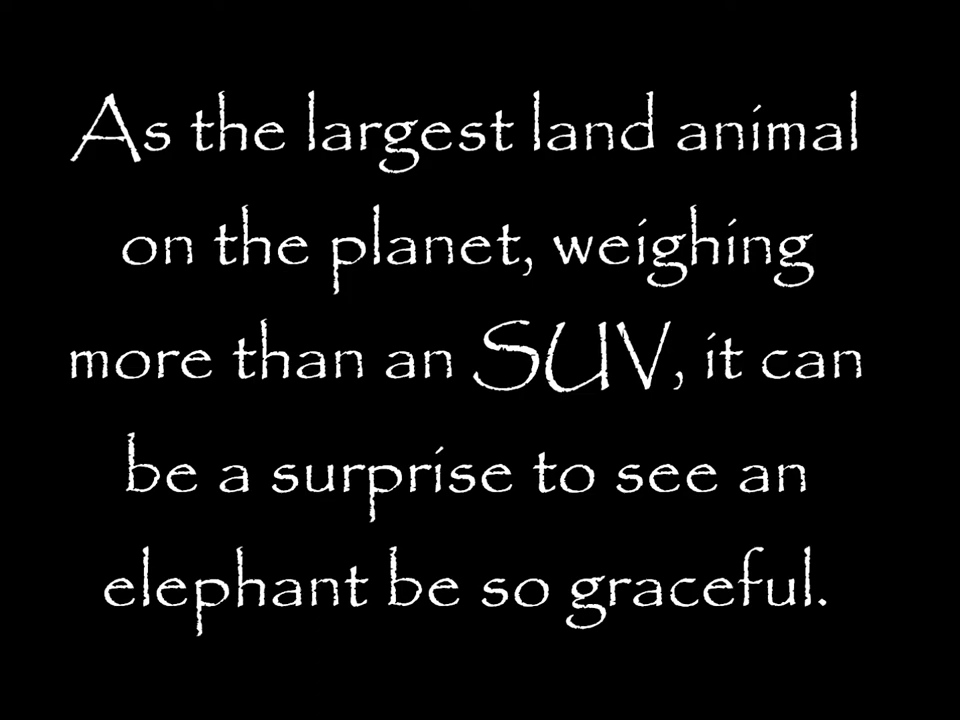 As the largest land animal
on the planet, weighing
more than an SUV, it can
be a surprise to see an
elephant be so graceful.